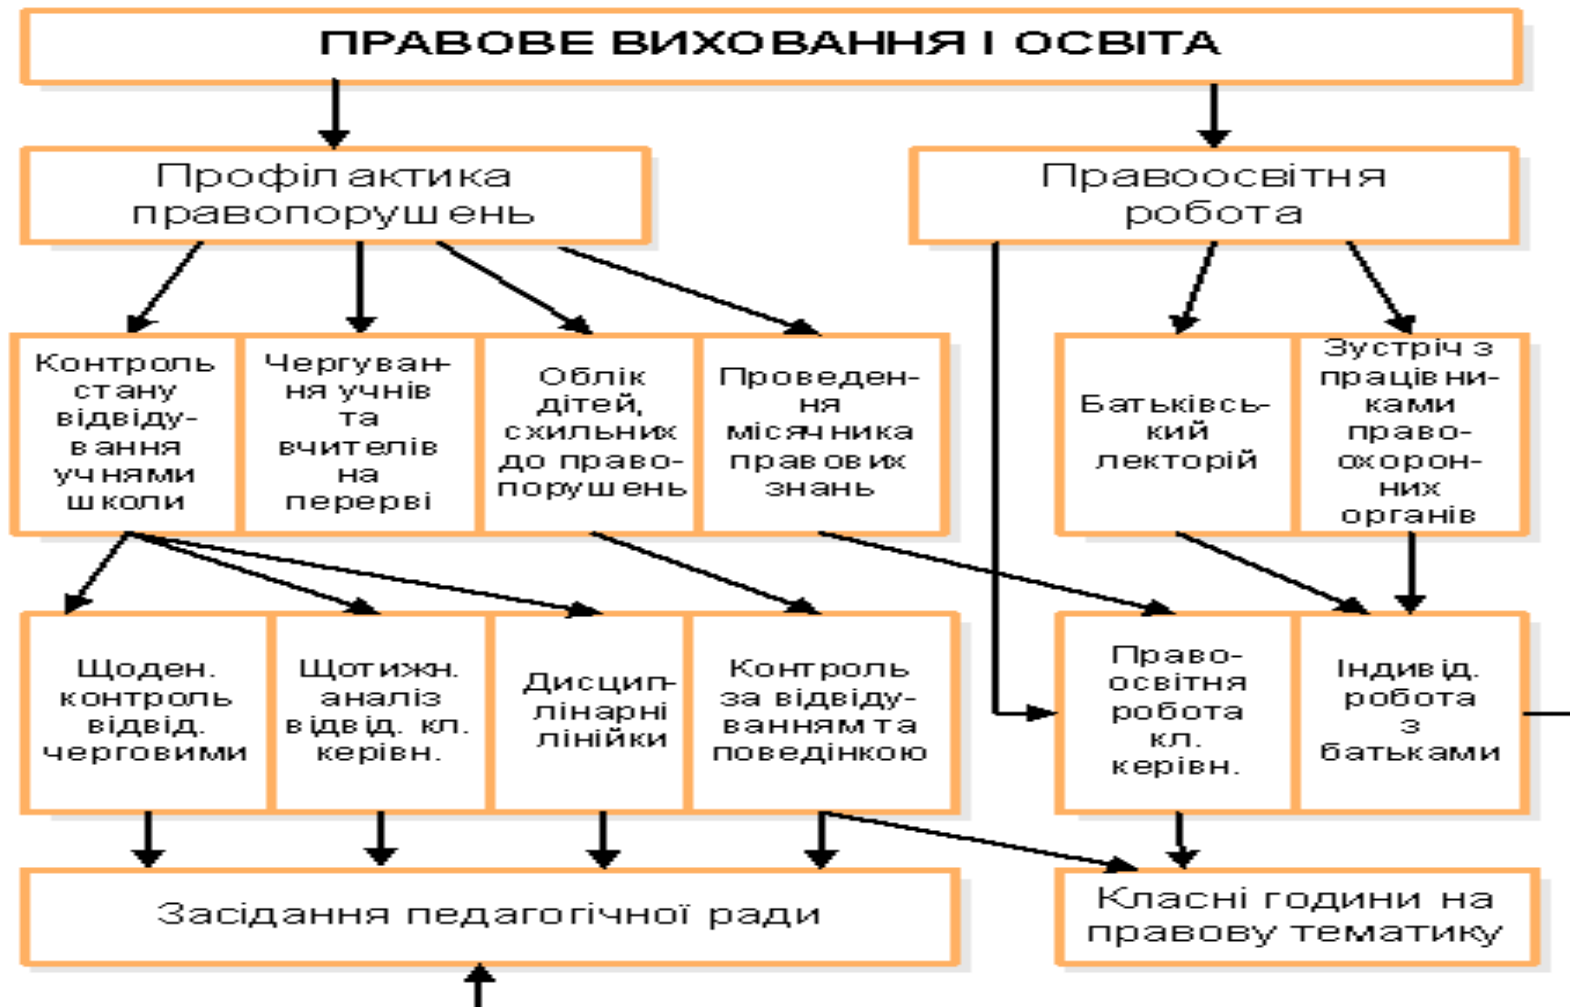 ПРАВОВЕ ВИХОВАННЯ І ОСВІТА
Профілактика
правопорушень
Правоосвітня
робота
Контроль
стану
відвіду-
вання
учнями
школи
Чергуван-
ня учнів
та
вчителів
на
перерві
Облік
дітей,
схильних
до право-
порушень
Проведен-
ня
місячника
правових
знань
Батьківсь-
кий
лекторій
Зустріч з
працівни-
ками
право-
охорон-
них
органів
Щоден.
контроль
відвід.
черговими
Щотижн.
аналіз
відвід. кл.
керівн.
Дисцип-
лінарні
лінійки
Контроль
за відвіду-
ванням та
поведінкою
Право-
освітня
робота
кл.
керівн.
Індивід.
робота
з
батьками
Засідання педагогічної ради
Класні години на
правову тематику